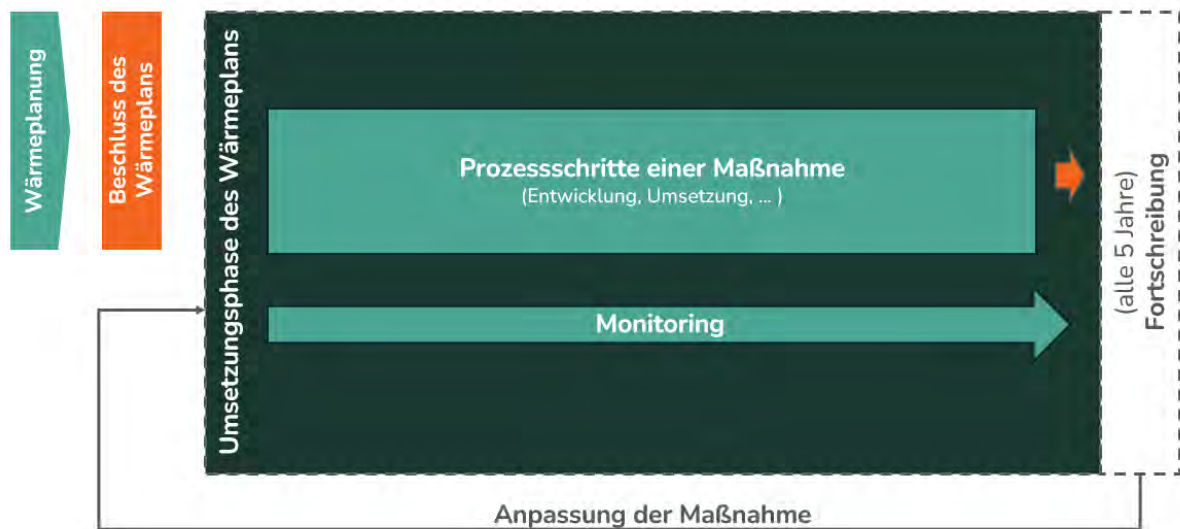 Wärmeplanung
Beschluss des
Wärmeplans
Umsetzungsphase des Wärmeplans
Prozessschritte einer Maßnahme
(Entwicklung, Umsetzung, ... )
Monitoring
(alle 5 Jahre)
Fortschreibung
Anpassung der Maßnahme